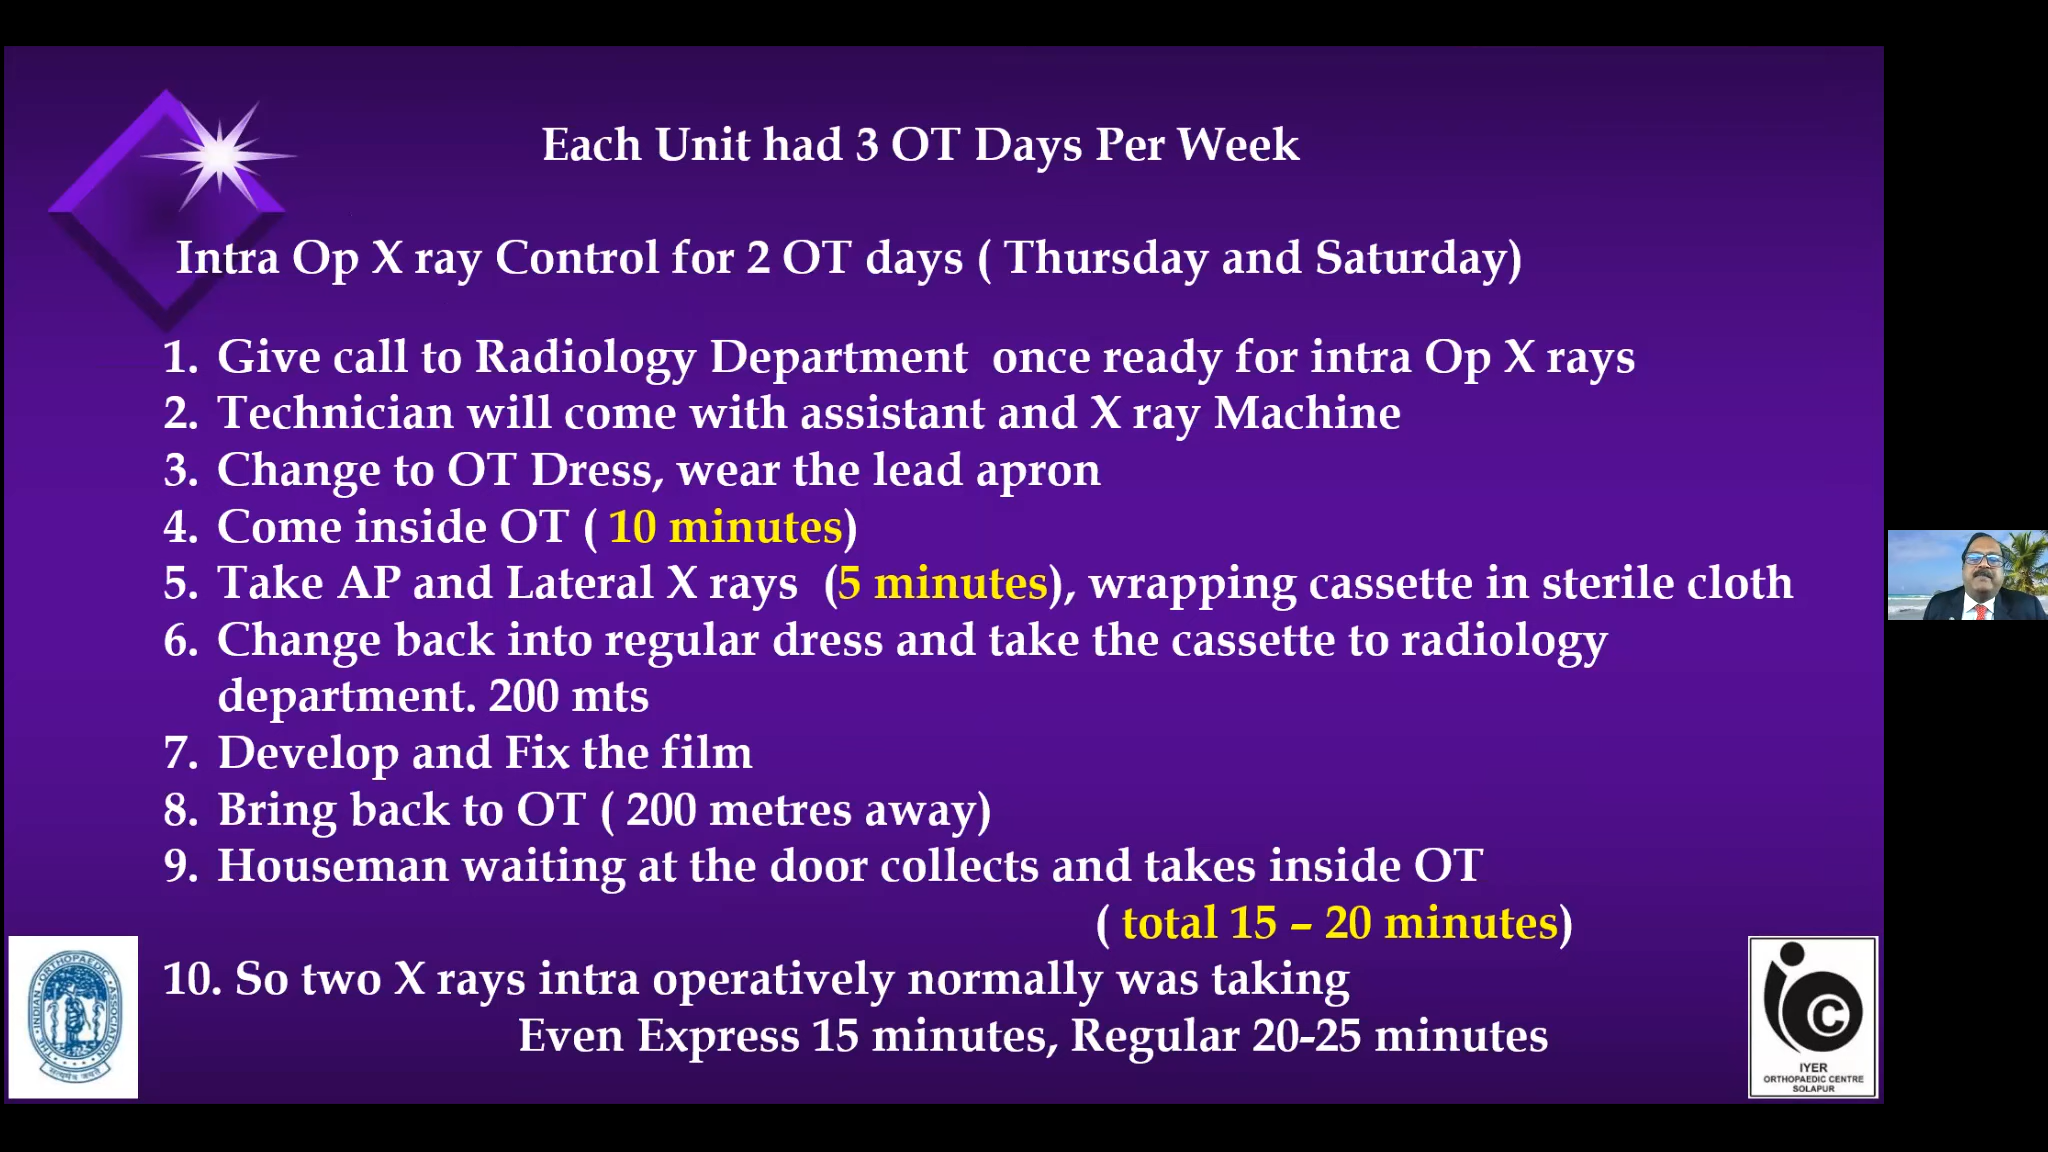 Each Unit had 3 OT Days Per Week
Intra Op X ray Control for 2 OT days ( Thursday and Saturday)
1. Give call to Radiology Department once ready for intra Op X rays
2. Technician will come with assistant and X ray Machine
3. Change to OT Dress, wear the lead apron
4. Come inside OT ( 10 minutes)
5. Take AP and Lateral X rays (5 minutes), wrapping cassette in sterile cloth
6. Change back into regular dress and take the cassette to radiology
department. 200 mts
7. Develop and Fix the film
8. Bring back to OT ( 200 metres away)
9. Houseman waiting at the door collects and takes inside OT
( total 15 – 20 minutes)
10. So two X rays intra operatively normally was taking
Even Express 15 minutes, Regular 20-25 minutes
THE INDIAN ORTHOPAEDIC ASSOCIATION
C
IYER
ORTHOPAEDIC CENTRE
SOLAPUR